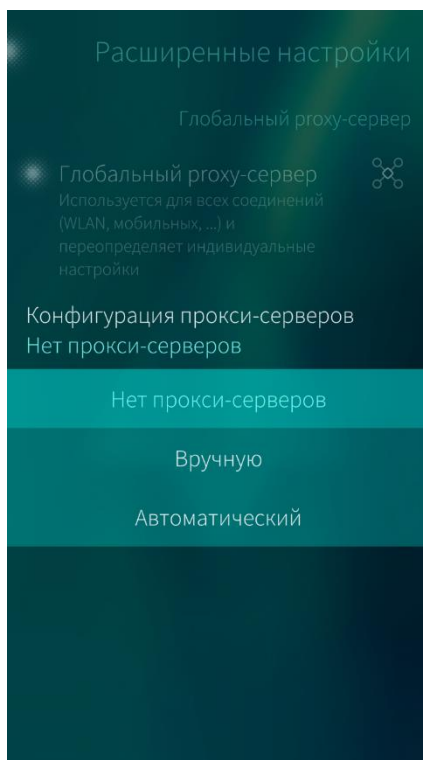 Расширенные настройки
Глобальный proxy-сервер
Глобальный proxy-сервер
Используется для всех соединений
(WLAN, мобильных, ...) и
переопределяет индивидуальные
настройки
Конфигурация прокси-серверов
Нет прокси-серверов
Нет прокси-серверов
Вручную
Автоматический